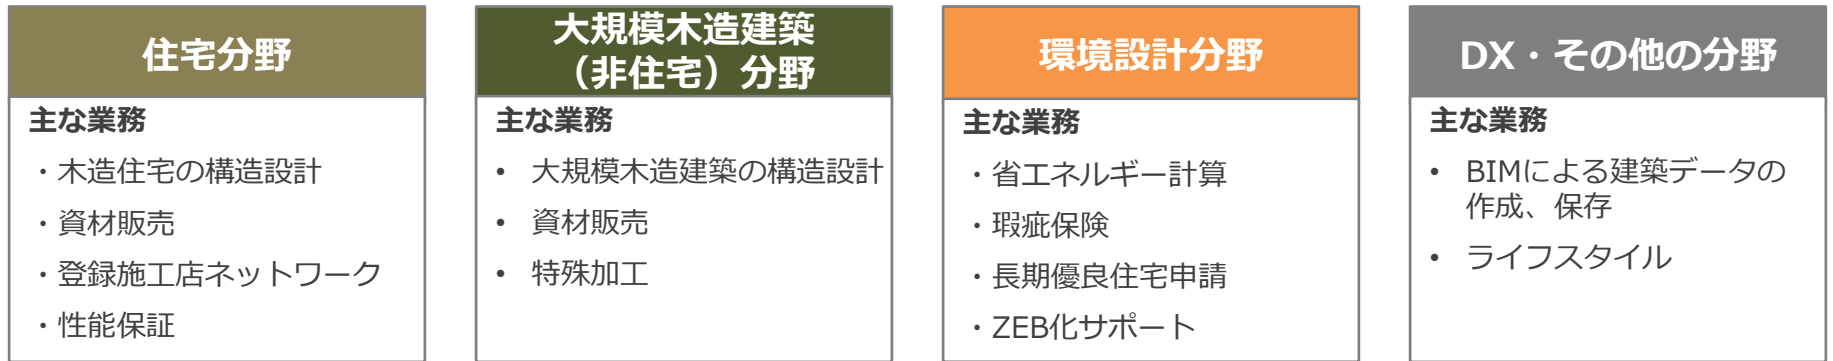 住宅分野
主な業務
・木造住宅の構造設計
・資材販売
・登録施工店ネットワーク
・性能保証
大規模木造建築
（非住宅）分野
主な業務
• 大規模木造建築の構造設計
• 資材販売
• 特殊加工
環境設計分野
主な業務
・省エネルギー計算
・瑕疵保険
・長期優良住宅申請
・ZEB化サポート
DX・その他の分野
主な業務
• BIMによる建築データの
作成、保存
• ライフスタイル